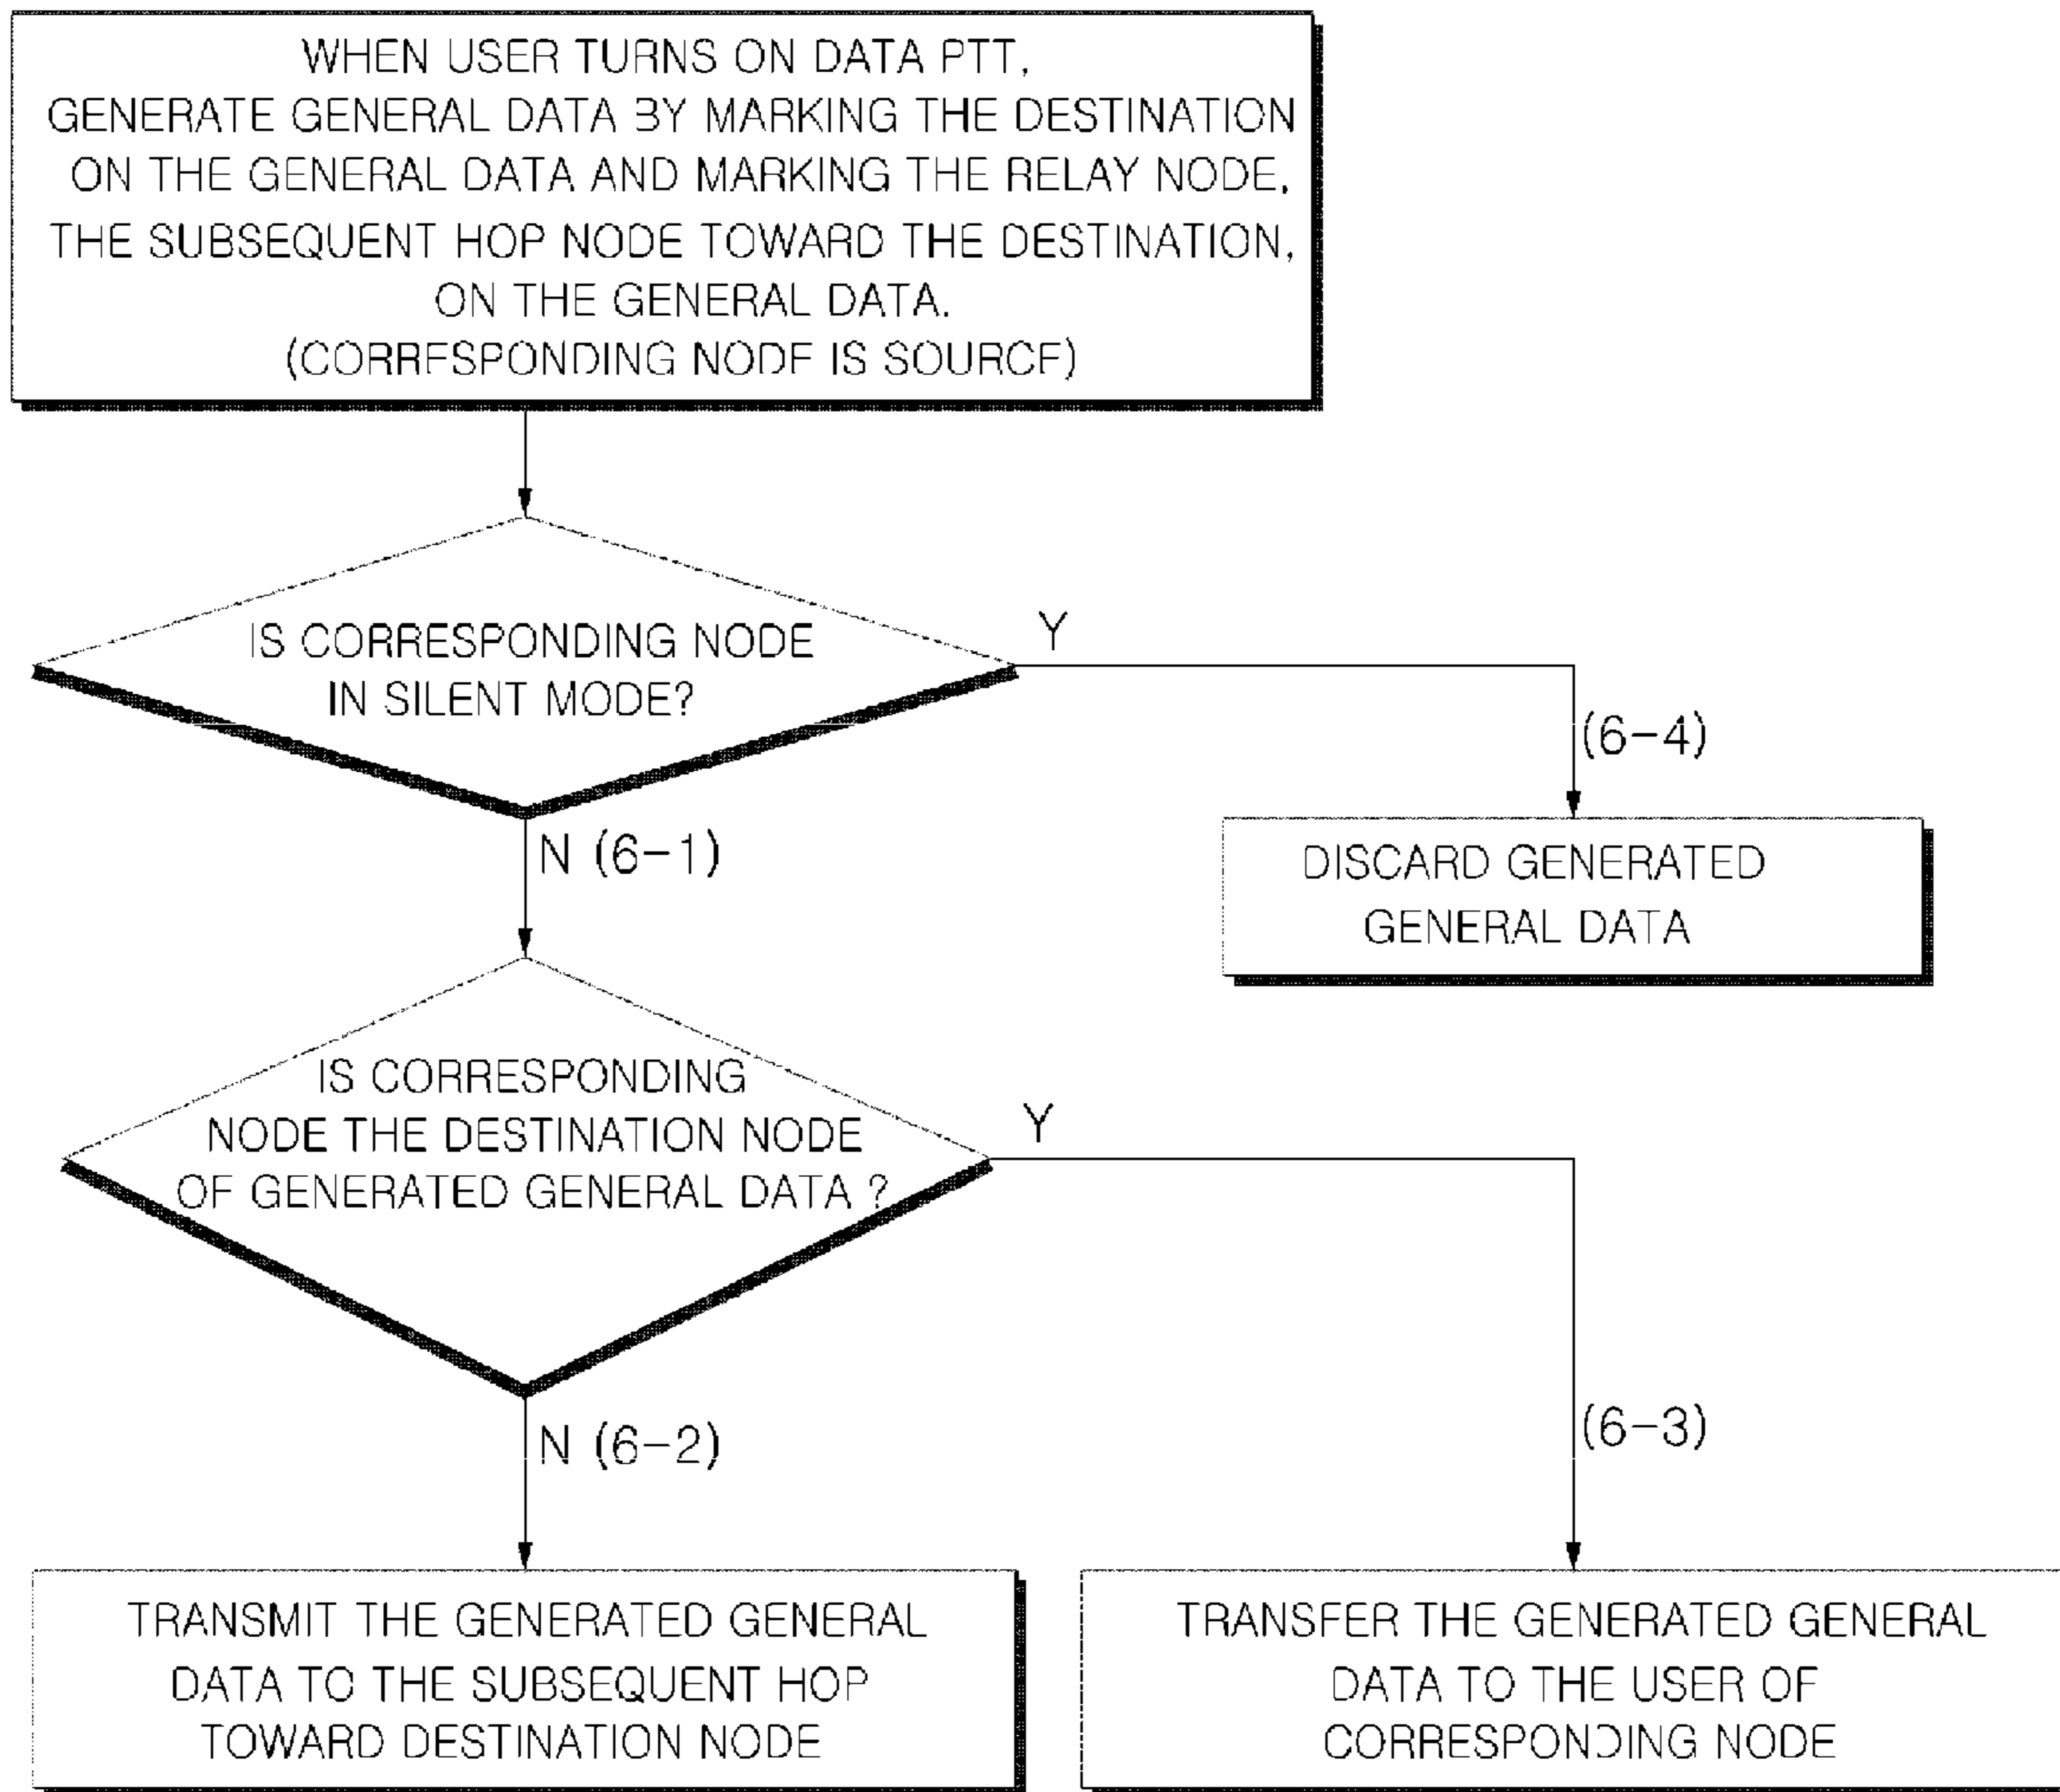 WHEN USER TURNS ON DATA PTT,
GENERATE GENERAL DATA BY MARKING THE DESTINATION
ON THE GENERAL DATA AND MARKING THE RELAY NODE,
THE SUBSEQUENT HOP NODE TOWARD THE DESTINATION,
ON THE GENERAL DATA.
(CORRESPONDING NODE IS SOURCE)
IS CORRESPONDING NODE
IN SILENT MODE?
Y
(6-4)
N (6-1)
DISCARD GENERATED
GENERAL DATA
IS CORRESPONDING
NODE THE DESTINATION NODE
OF GENERATED GENERAL DATA ?
Y
N (6-2)
(6-3)
TRANSMIT THE GENERATED GENERAL
DATA TO THE SUBSEQUENT HOP
TOWARD DESTINATION NODE
TRANSFER THE GENERATED GENERAL
DATA TO THE USER OF
CORRESPONDING NODE